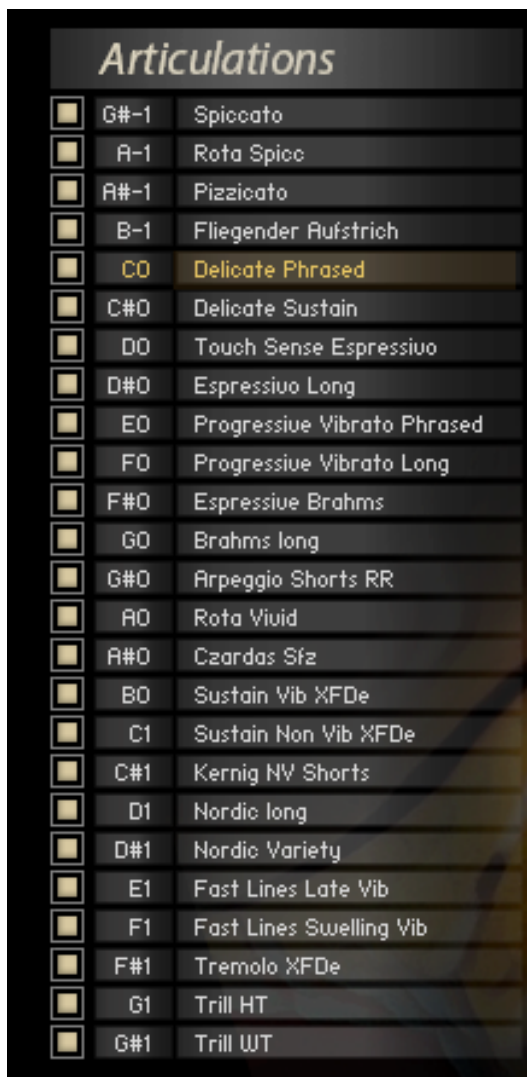 Articulations
G#-1 Spiccato
A-1 Rota Spicc
A#-1 Pizzicato
B-1 Fliegender Aufstrich
C0 Delicate Phrased
C#0 Delicate Sustain
D0 Touch Sense Espressivo
D#0 Espressivo Long
E0 Progressive Vibrato Phrased
F0 Progressive Vibrato Long
F#0 Espressive Brahms
G0 Brahms long
G#0 Arpeggio Shorts RR
A0 Rota Vivid
A#0 Czardas Sfz
B0 Sustain Vib XFDe
C1 Sustain Non Vib XFDe
C#1 Kernig NV Shorts
D1 Nordic long
D#1 Nordic Variety
E1 Fast Lines Late Vib
F1 Fast Lines Swelling Vib
F#1 Tremolo XFDe
G1 Trill HT
G#1 Trill WT